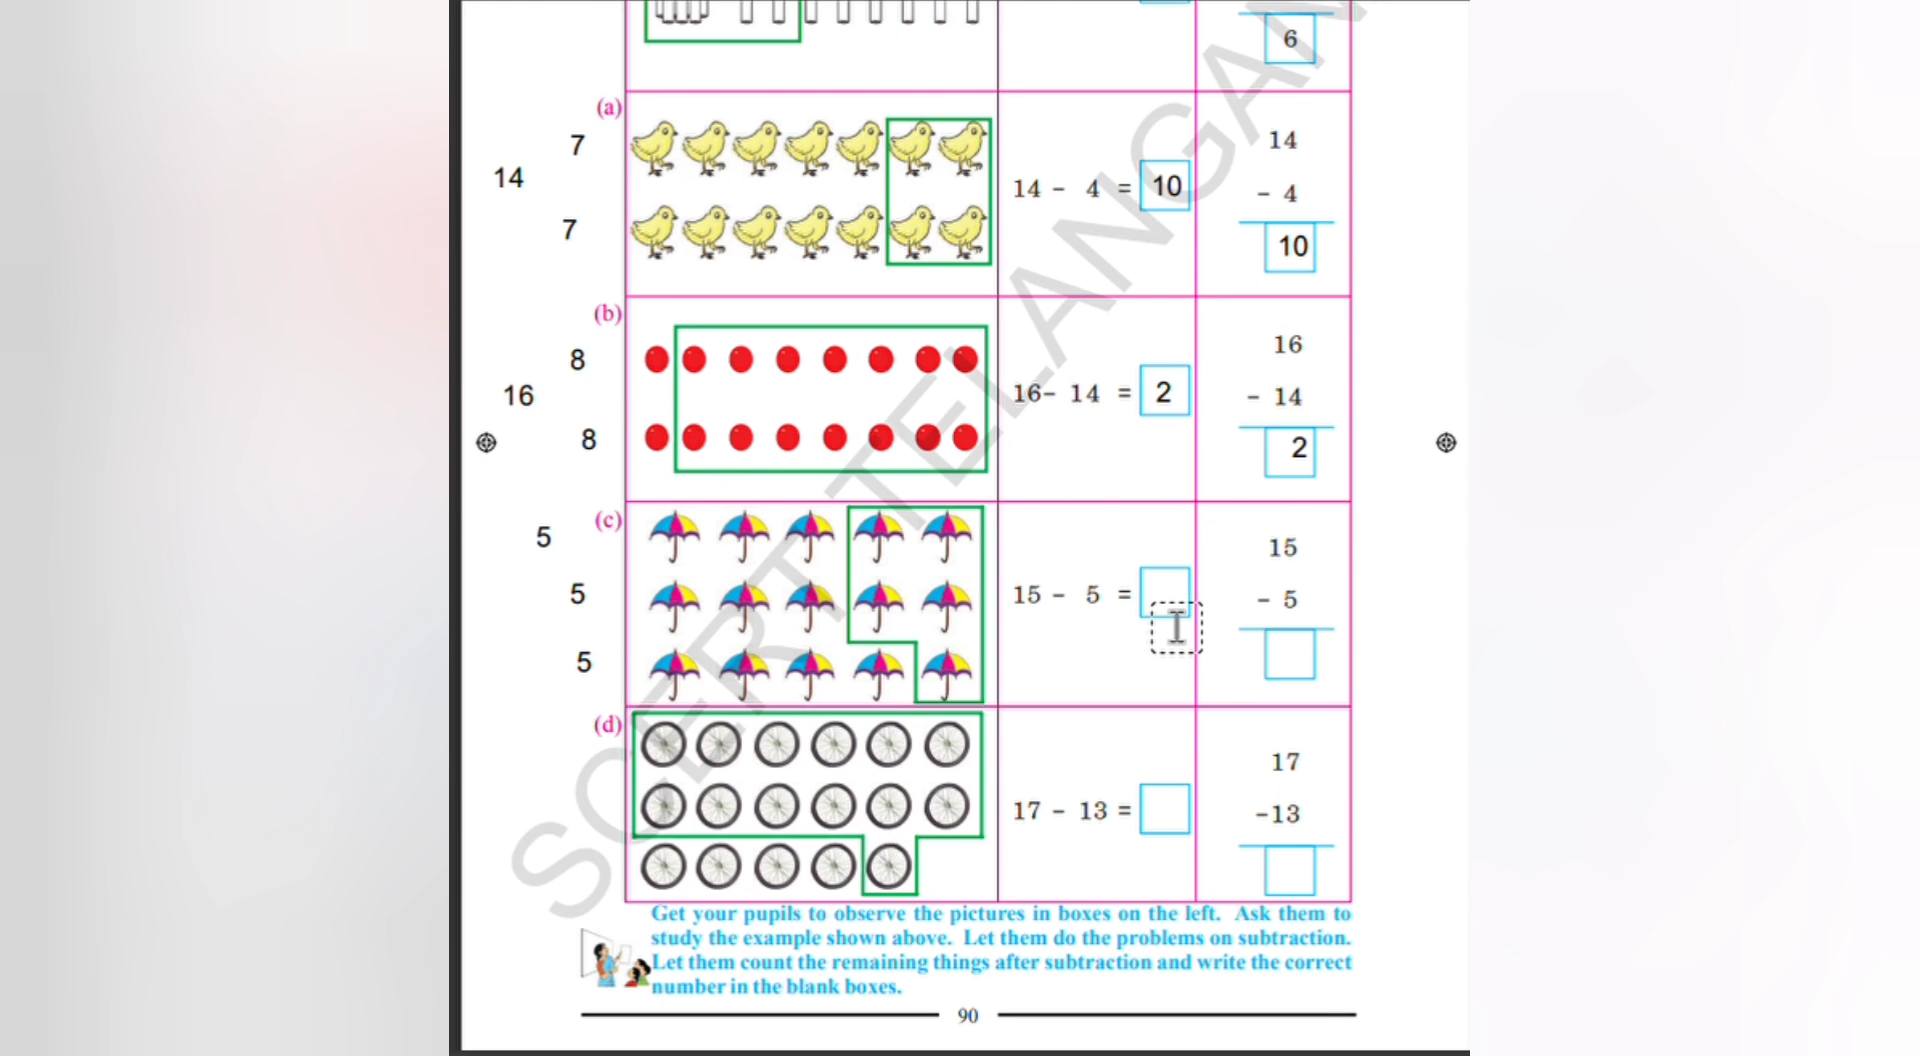 6
(a)
7
14
7
14 - 4 = 10
14
- 4
10
(b)
8
16
8
16- 14 = 2
16
- 14
2
(c)
5
5
5
15 - 5 =
15
- 5
(d)
17 - 13 =
17
-13
SCERT TELANGAN
Get your pupils to observe the pictures in boxes on the left. Ask them to
study the example shown above. Let them do the problems on subtraction.
Let them count the remaining things after subtraction and write the correct
number in the blank boxes.
90